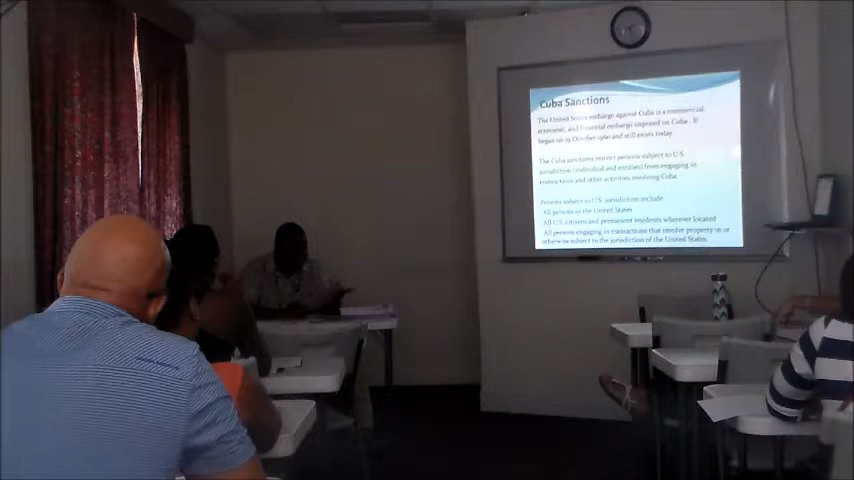 Cuba Sanctions
The United States embargo against Cuba is a commercial,
economic, and financial embargo imposed on Cuba . It
began on 19 October 1960 and still exists today
The Cuba sanctions restrict persons subject to U.S.
jurisdiction (individual and entities) from engaging in
transactions and other activities involving Cuba
Persons subject to U.S. jurisdiction include
All persons in the United States
All U.S. citizens and permanent residents wherever located
All persons engaging in transactions that involve property in or
otherwise subject to the jurisdiction of the United States.